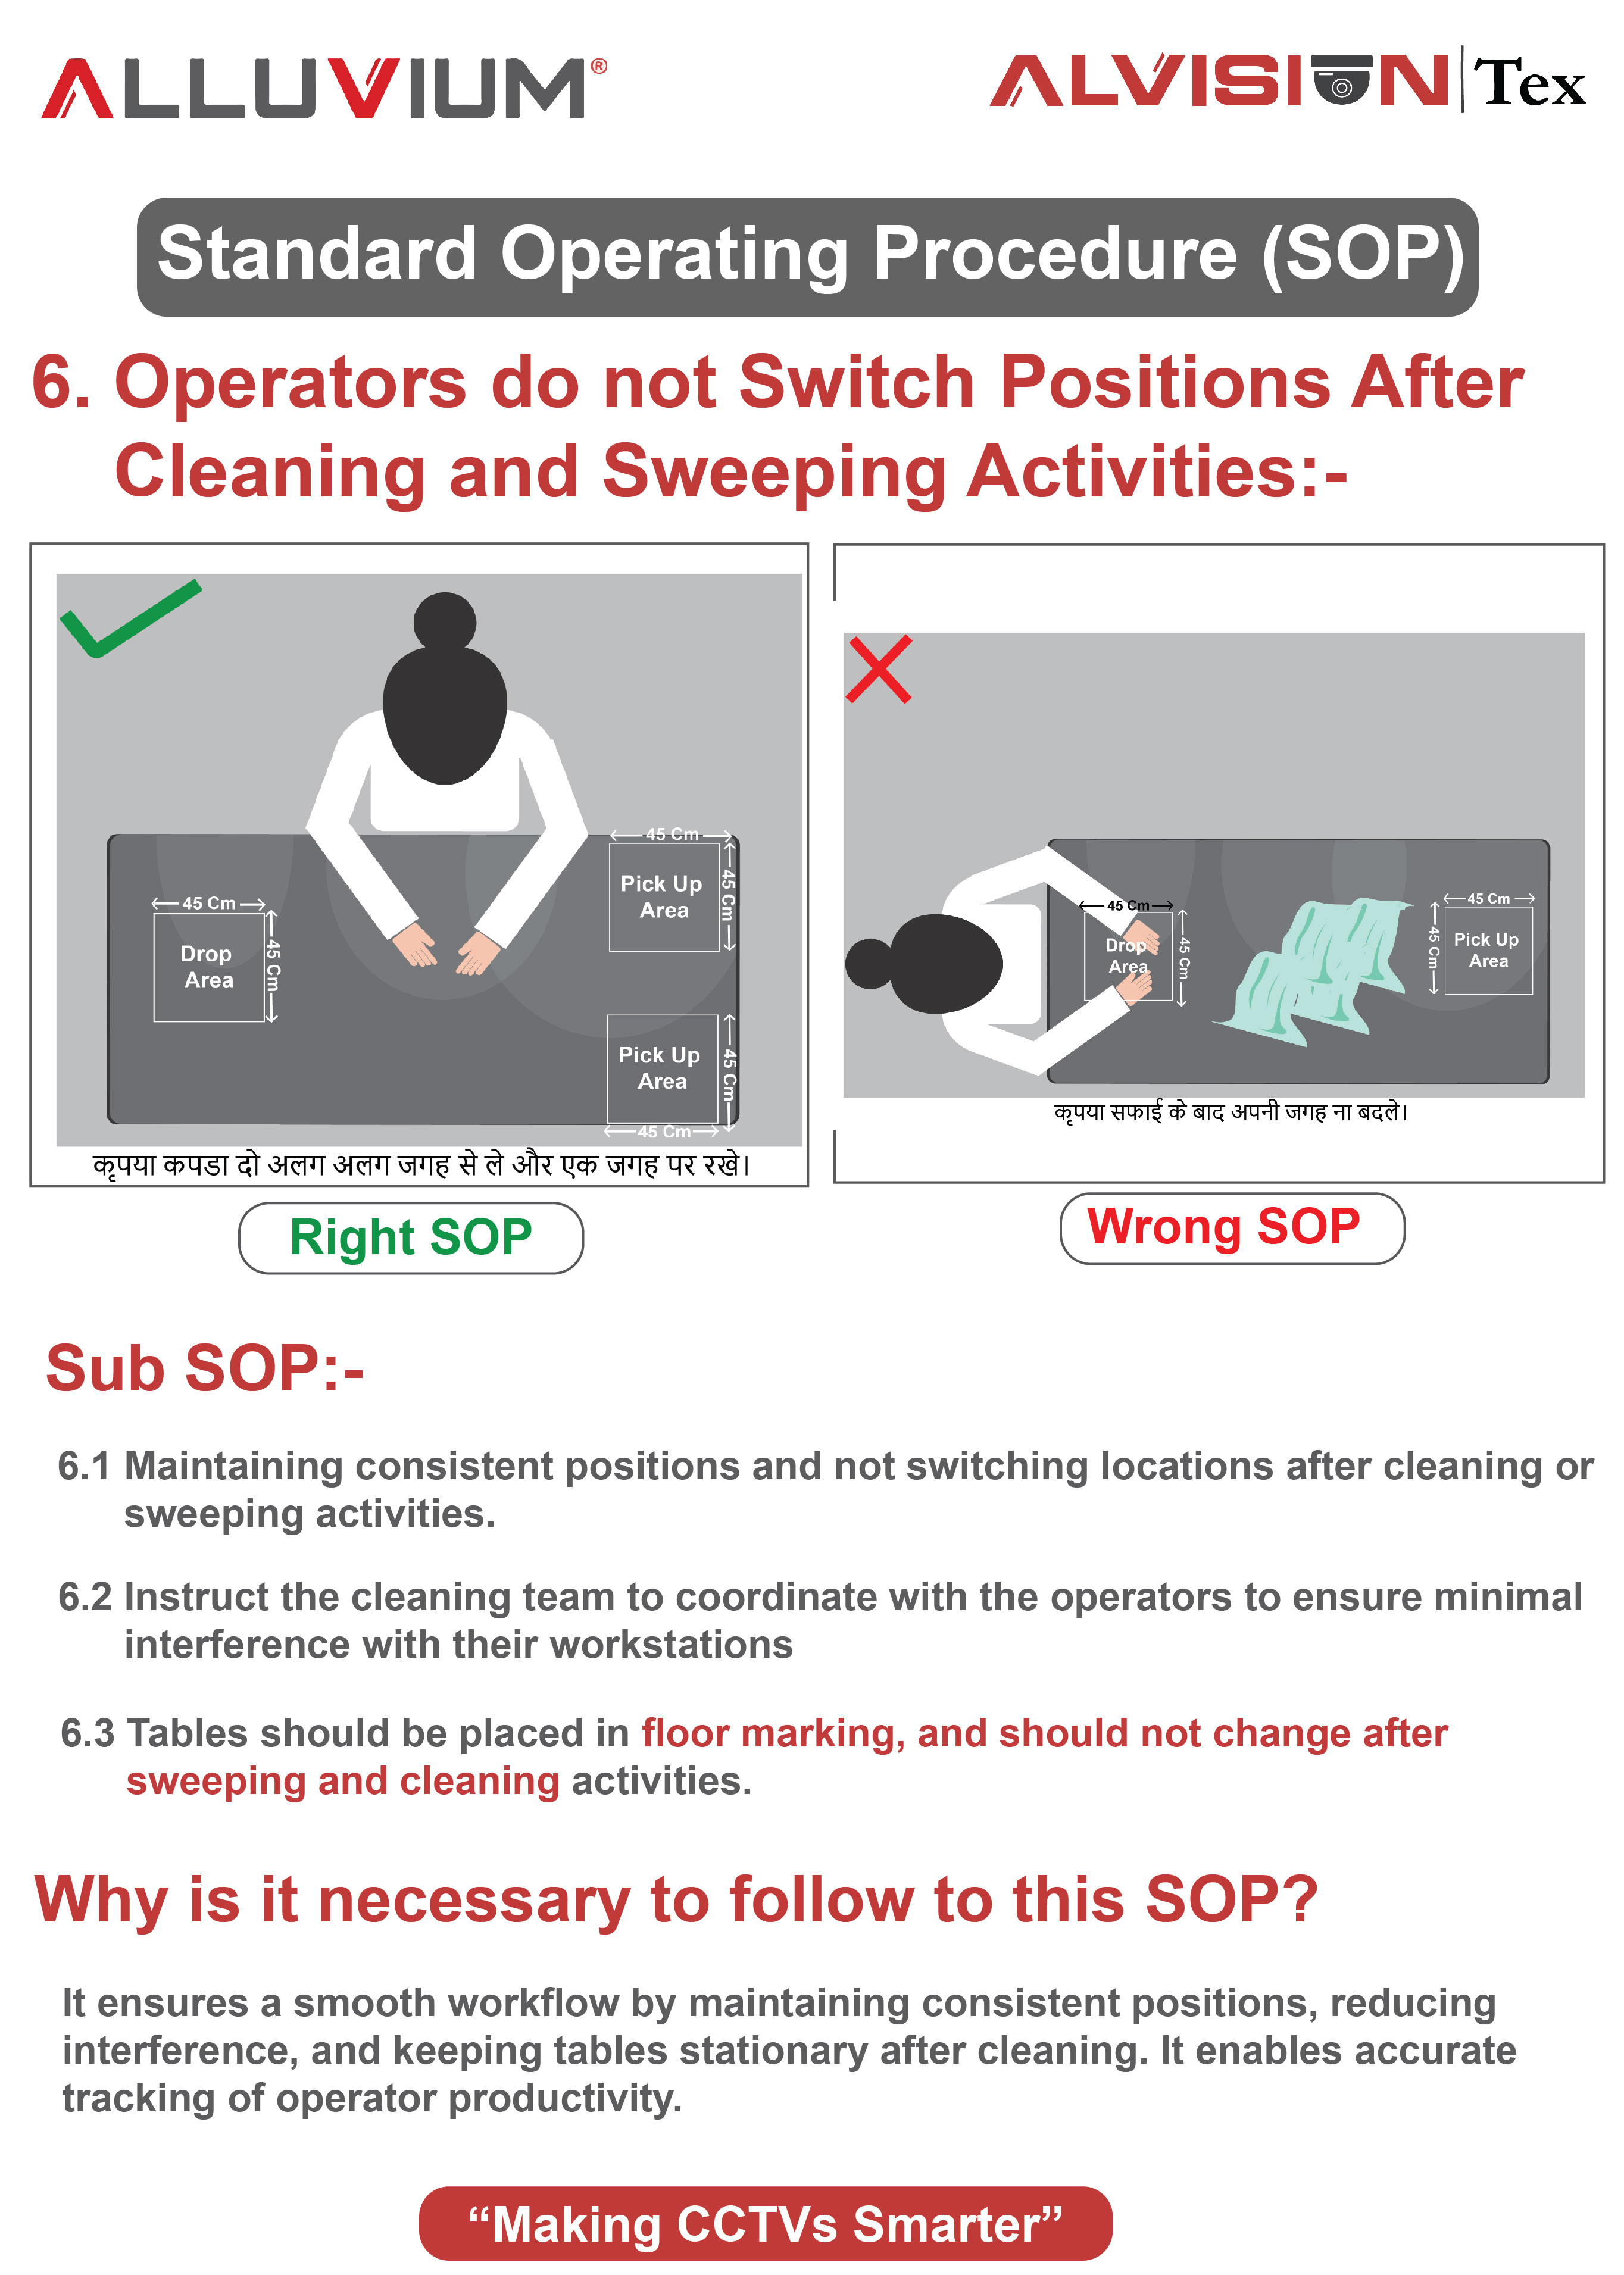 ALLUVIUM®
ALVISION | Tex
Standard Operating Procedure (SOP)
6. Operators do not Switch Positions After
Cleaning and Sweeping Activities:-
45 Cm
Pick Up
Area
45 Cm
45 Cm
Drop
Area
45 Cm
Pick Up
Area
45 Cm
45 Cm
कृपया कपडा दो अलग अलग जगह से ले और एक जगह पर रखे।
Right SOP
45 Cm
Drop
Area
45 Cm
45 Cm
Pick Up
Area
45 Cm
कृपया सफाई के बाद अपनी जगह ना बदले।
Wrong SOP
Sub SOP:-
6.1 Maintaining consistent positions and not switching locations after cleaning or
sweeping activities.
6.2 Instruct the cleaning team to coordinate with the operators to ensure minimal
interference with their workstations
6.3 Tables should be placed in floor marking, and should not change after
sweeping and cleaning activities.
Why is it necessary to follow to this SOP?
It ensures a smooth workflow by maintaining consistent positions, reducing
interference, and keeping tables stationary after cleaning. It enables accurate
tracking of operator productivity.
“Making CCTVs Smarter”